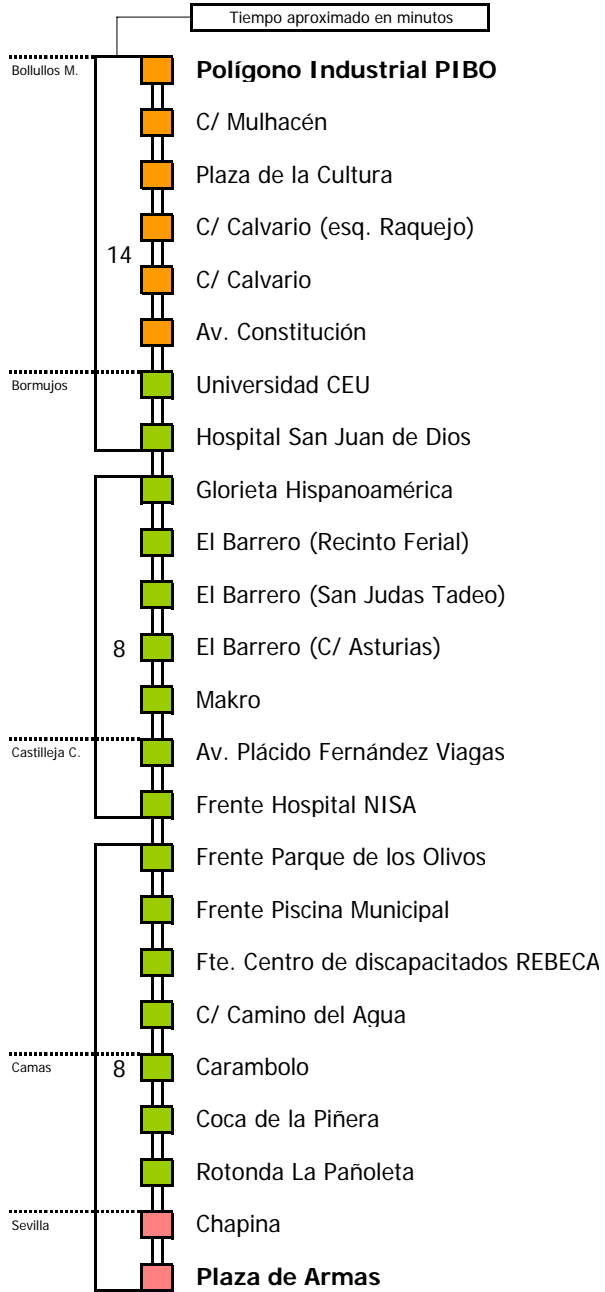 Tiempo aproximado en minutos
Bollullos M.
Polígono Industrial PIBO
C/ Mulhacén
Plaza de la Cultura
C/ Calvario (esq. Raquejo)
14
C/ Calvario
Av. Constitución
Bormujos
Universidad CEU
Hospital San Juan de Dios
Glorieta Hispanoamérica
El Barrero (Recinto Ferial)
El Barrero (San Judas Tadeo)
8
El Barrero (C/ Asturias)
Makro
Castilleja C.
Av. Plácido Fernández Viagas
Frente Hospital NISA
Frente Parque de los Olivos
Frente Piscina Municipal
Fte. Centro de discapacitados REBECA
C/ Camino del Agua
Camas
8
Carambolo
Coca de la Piñera
Rotonda La Pañoleta
Sevilla
Chapina
Plaza de Armas